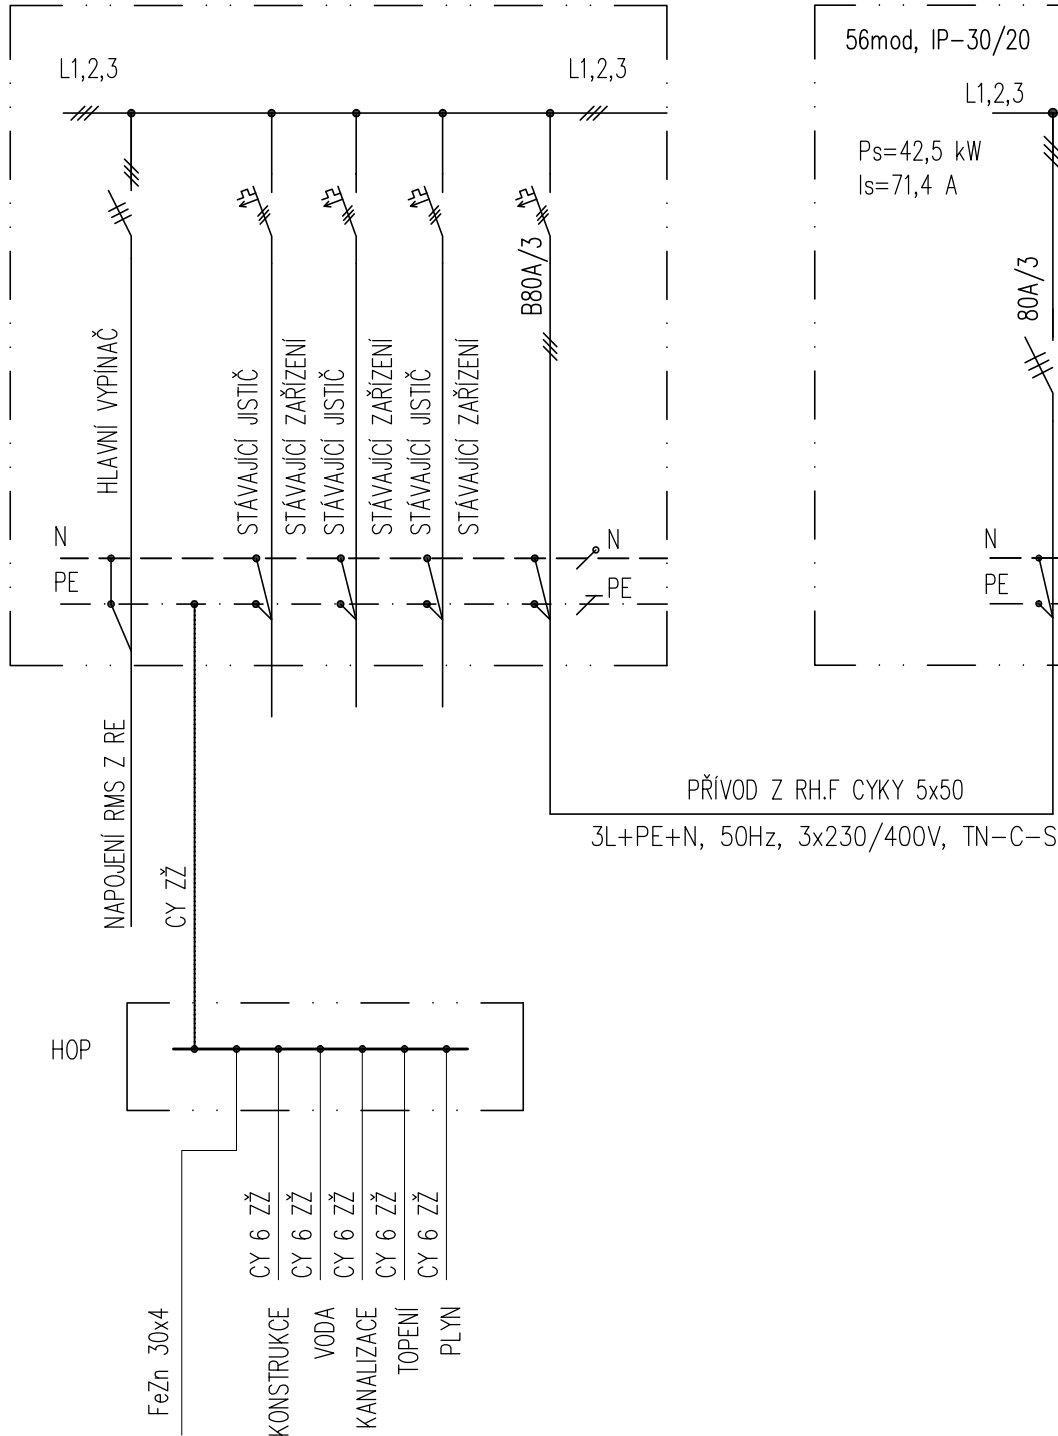 56mod, IP-30/20
L1,2,3
L1,2,3
L1,2,3
Ps=42,5 kW
Is=71,4 A
B80A/3
80A/3
HLAVNÍ VYPÍNAČ
STÁVAJÍCÍ JISTIČ
STÁVAJÍCÍ ZAŘÍZENÍ
STÁVAJÍCÍ JISTIČ
STÁVAJÍCÍ ZAŘÍZENÍ
STÁVAJÍCÍ JISTIČ
STÁVAJÍCÍ ZAŘÍZENÍ
N
N
N
PE
PE
PE
NAPOJENÍ RMS Z RE
CY ZŽ
PŘÍVOD Z RH.F CYKY 5x50
3L+PE+N, 50Hz, 3x230/400V, TN-C-S
HOP
CY 6 ZŽ
CY 6 ZŽ
CY 6 ZŽ
CY 6 ZŽ
CY 6 ZŽ
FeZn 30x4
KONSTRUKCE
VODA
KANALIZACE
TOPENÍ
PLYN